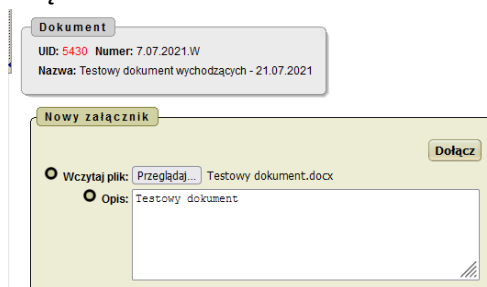 Dokument
UID: 5430 Numer: 7.07.2021.W
Nazwa: Testowy dokument wychodzących - 21.07.2021
Nowy załącznik
Dołącz
Wczytaj plik: Przeglądaj... Testowy dokument.docx
Opis: Testowy dokument